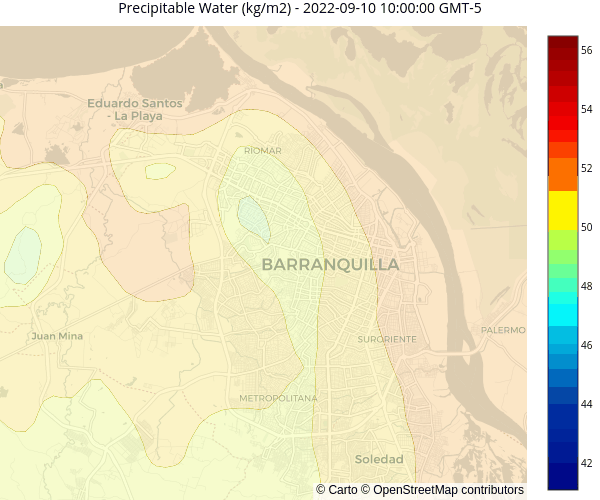 Precipitable Water (kg/m2) - 2022-09-10 10:00:00 GMT-5
Eduardo Santos
- La Playa
RIOMAR
BARRANQUILLA
Juan Mina
SURORIENTE
PALERMO
METROPOLITANA
Soledad
© Carto © OpenStreetMap contributors
56
54
52
50
48
46
44
42